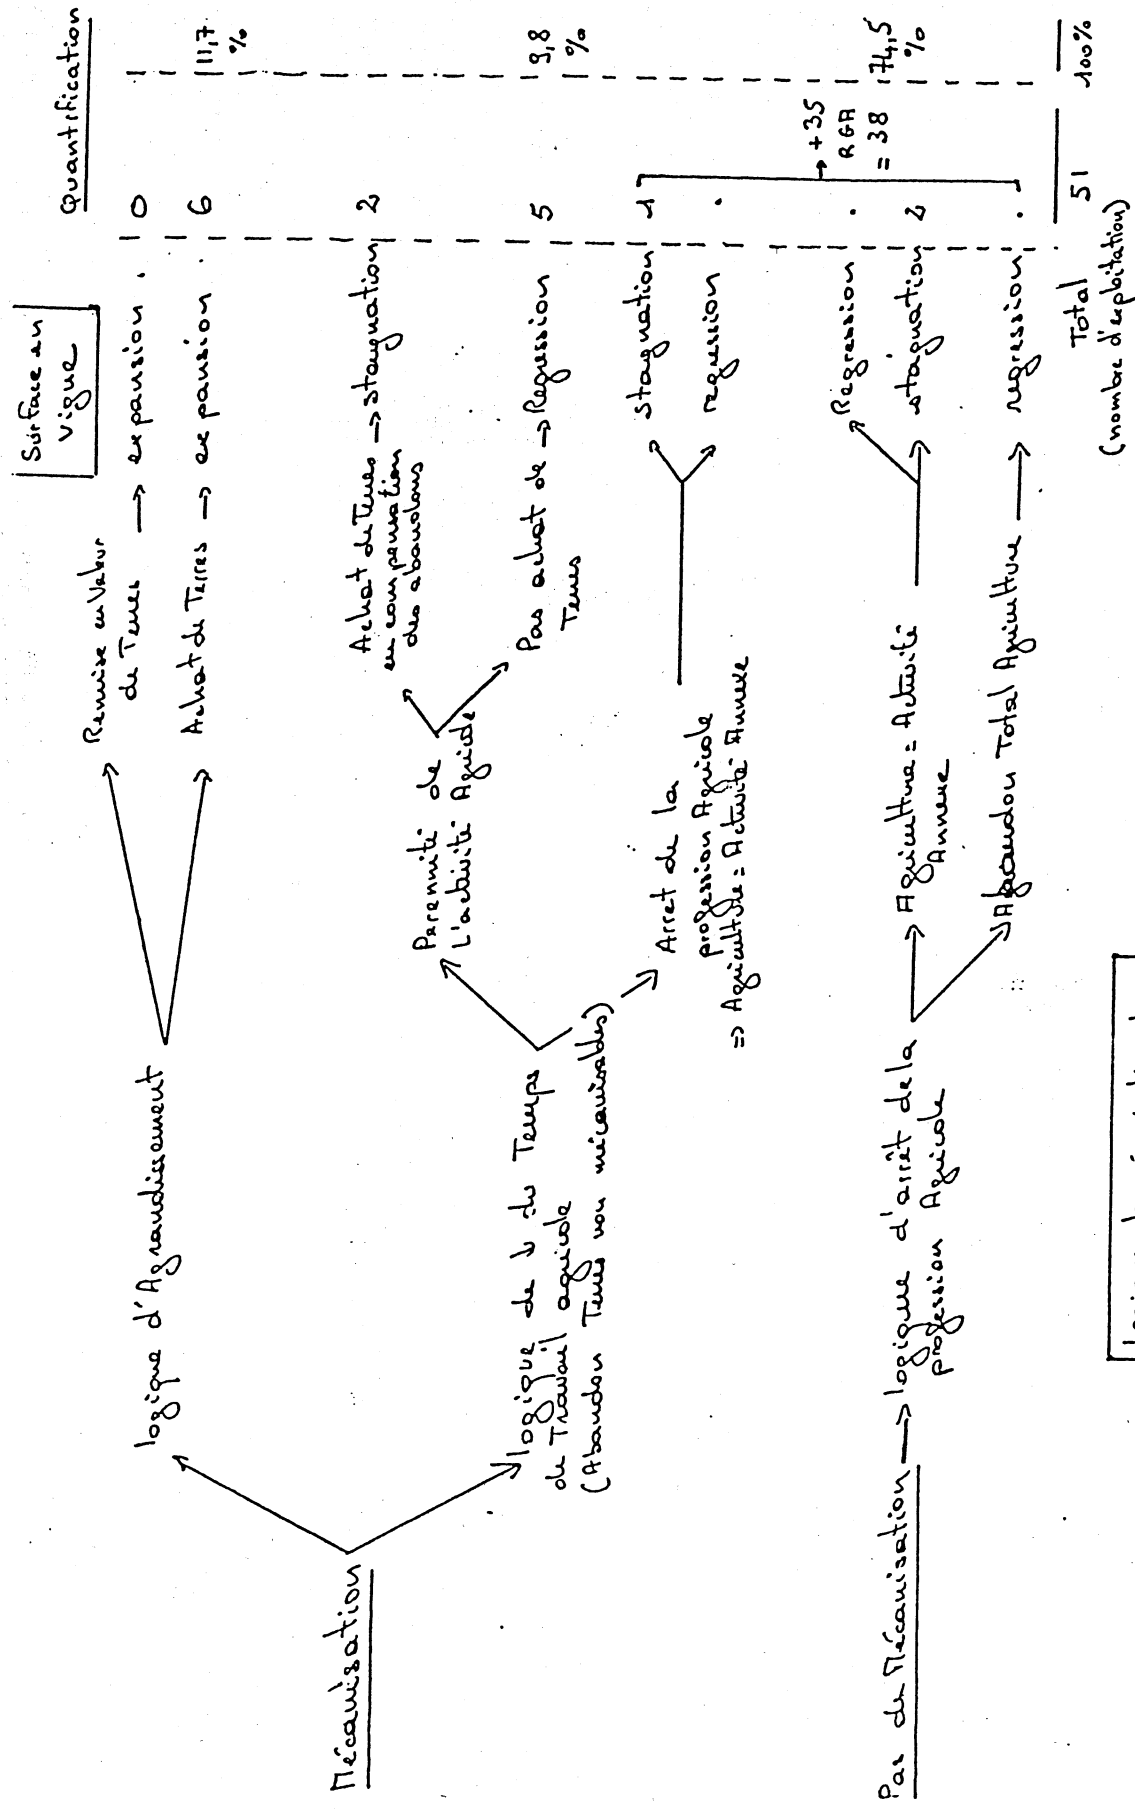 Surface en
Vigne
Quantification
Remise en Valeur
de Terres → expansion . 0
Achat de Terres → expansion . 6
11,7
%
logique d'Agrandissement
Mécanisation
Achat de Terres → stagnation 2
en compensation
des abandons
Perennité de
L'activité Agricole
Pas achat de → Regression 5
Terres
9,8
%
logique de ↓ du Temps
de Travail agricole
(Abandon Terres non mécanisables)
Arret de la
profession Agricole
=> Agriculture = Activité Annexe
stagnation 1
regression .
→ +35
RGA
= 38
74,5
%
Pas de Mécanisation → logique d'arrêt de la
profession Agricole
Agriculture = Activité
Annexe
Regression .
stagnation 2
Abandon Total Agriculture → regression .
Total 51 100%
(nombre d'exploitation)